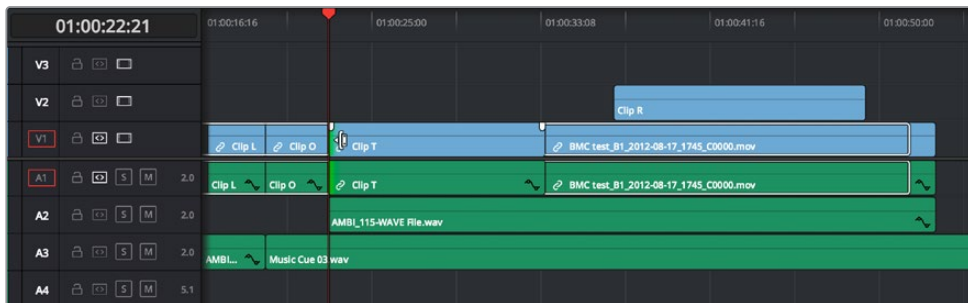 01:00:22:21
01:00:16:16 01:00:25:00 01:00:33:08 01:00:41:16 01:00:50:00
V3
V2 Clip R
V1 Clip L Clip O Clip T BMC test_B1_2012-08-17_1745_C0000.mov
A1 S M 2.0 Clip L Clip O Clip T BMC test_B1_2012-08-17_1745_C0000.mov
A2 S M 2.0 AMBI_115-WAVE File.wav
A3 S M 2.0 AMBI... Music Cue 03.wav
A4 S M 5.1